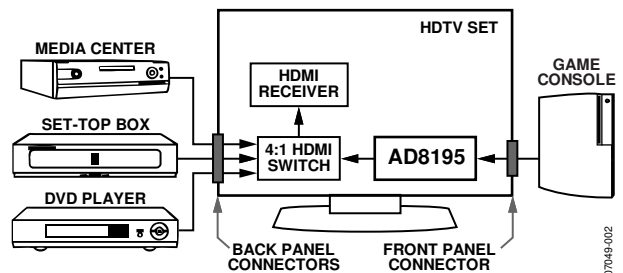 HDTV SET
MEDIA CENTER
HDMI
RECEIVER
GAME
CONSOLE
SET-TOP BOX
4:1 HDMI
SWITCH
AD8195
DVD PLAYER
BACK PANEL
CONNECTORS
FRONT PANEL
CONNECTOR
07049-002